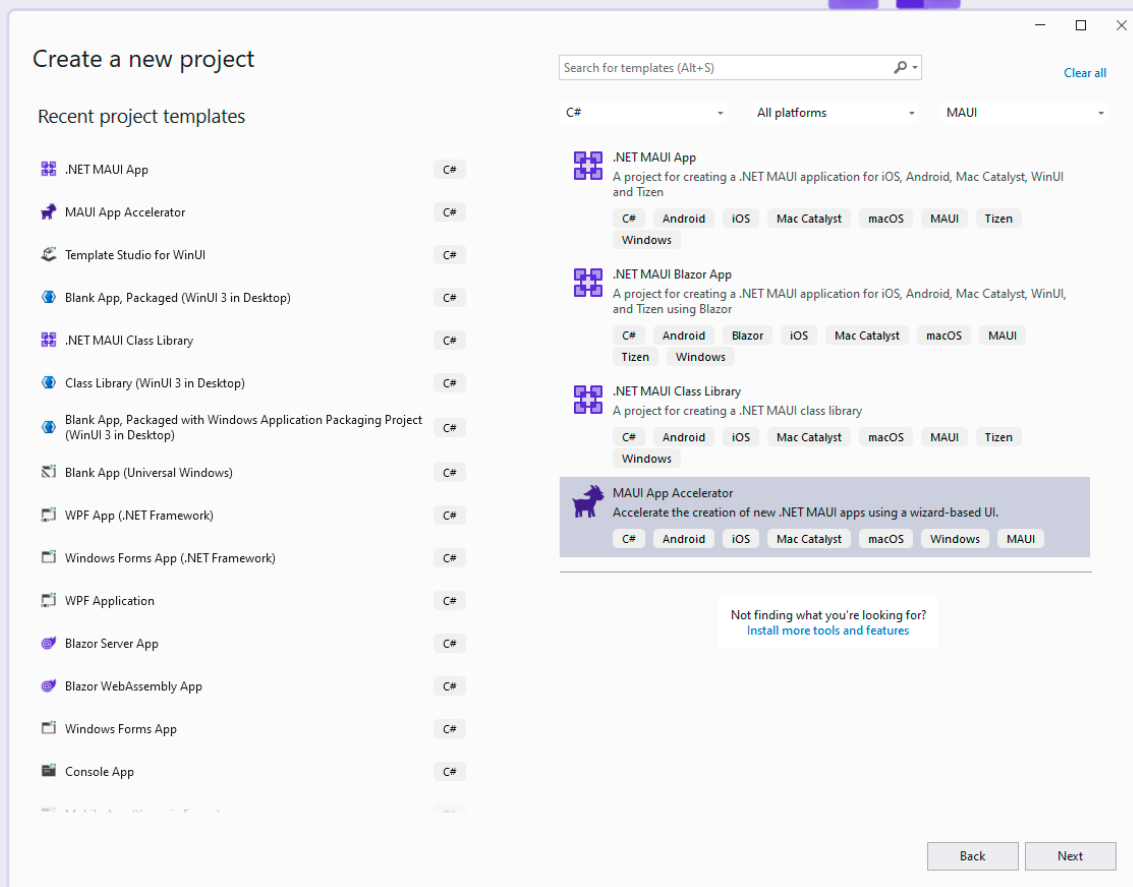 Create a new project
Search for templates (Alt+S)
Clear all
Recent project templates
C#
All platforms
MAUI
.NET MAUI App C#
MAUI App Accelerator C#
Template Studio for WinUI C#
Blank App, Packaged (WinUI 3 in Desktop) C#
.NET MAUI Class Library C#
Class Library (WinUI 3 in Desktop) C#
Blank App, Packaged with Windows Application Packaging Project
(WinUI 3 in Desktop) C#
Blank App (Universal Windows) C#
WPF App (.NET Framework) C#
Windows Forms App (.NET Framework) C#
WPF Application C#
Blazor Server App C#
Blazor WebAssembly App C#
Windows Forms App C#
Console App C#
.NET MAUI App
A project for creating a .NET MAUI application for iOS, Android, Mac Catalyst, WinUI
and Tizen
C# Android iOS Mac Catalyst macOS MAUI Tizen
Windows
.NET MAUI Blazor App
A project for creating a .NET MAUI application for iOS, Android, Mac Catalyst, WinUI,
and Tizen using Blazor
C# Android Blazor iOS Mac Catalyst macOS MAUI
Tizen Windows
.NET MAUI Class Library
A project for creating a .NET MAUI class library
C# Android iOS Mac Catalyst macOS MAUI Tizen
Windows
MAUI App Accelerator
Accelerate the creation of new .NET MAUI apps using a wizard-based UI.
C# Android iOS Mac Catalyst macOS Windows MAUI
Not finding what you're looking for?
Install more tools and features
Back
Next